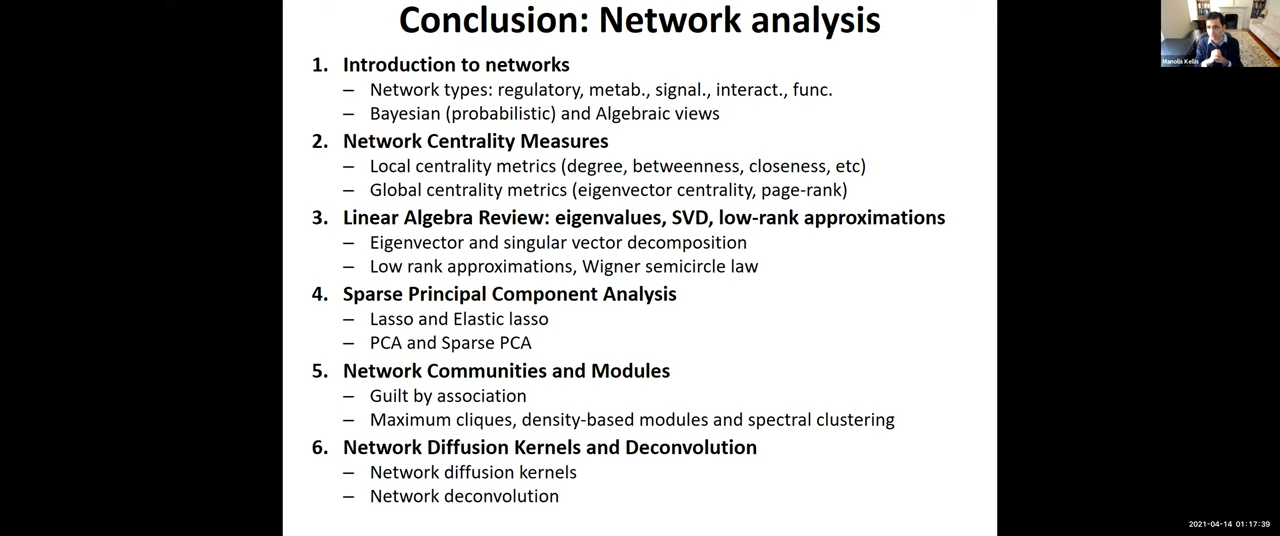 Conclusion: Network analysis
1. Introduction to networks
– Network types: regulatory, metab., signal., interact., func.
– Bayesian (probabilistic) and Algebraic views
2. Network Centrality Measures
– Local centrality metrics (degree, betweenness, closeness, etc)
– Global centrality metrics (eigenvector centrality, page-rank)
3. Linear Algebra Review: eigenvalues, SVD, low-rank approximations
– Eigenvector and singular vector decomposition
– Low rank approximations, Wigner semicircle law
4. Sparse Principal Component Analysis
– Lasso and Elastic lasso
– PCA and Sparse PCA
5. Network Communities and Modules
– Guilt by association
– Maximum cliques, density-based modules and spectral clustering
6. Network Diffusion Kernels and Deconvolution
– Network diffusion kernels
– Network deconvolution
Manolis Kellis
2021-04-14 01:17:39